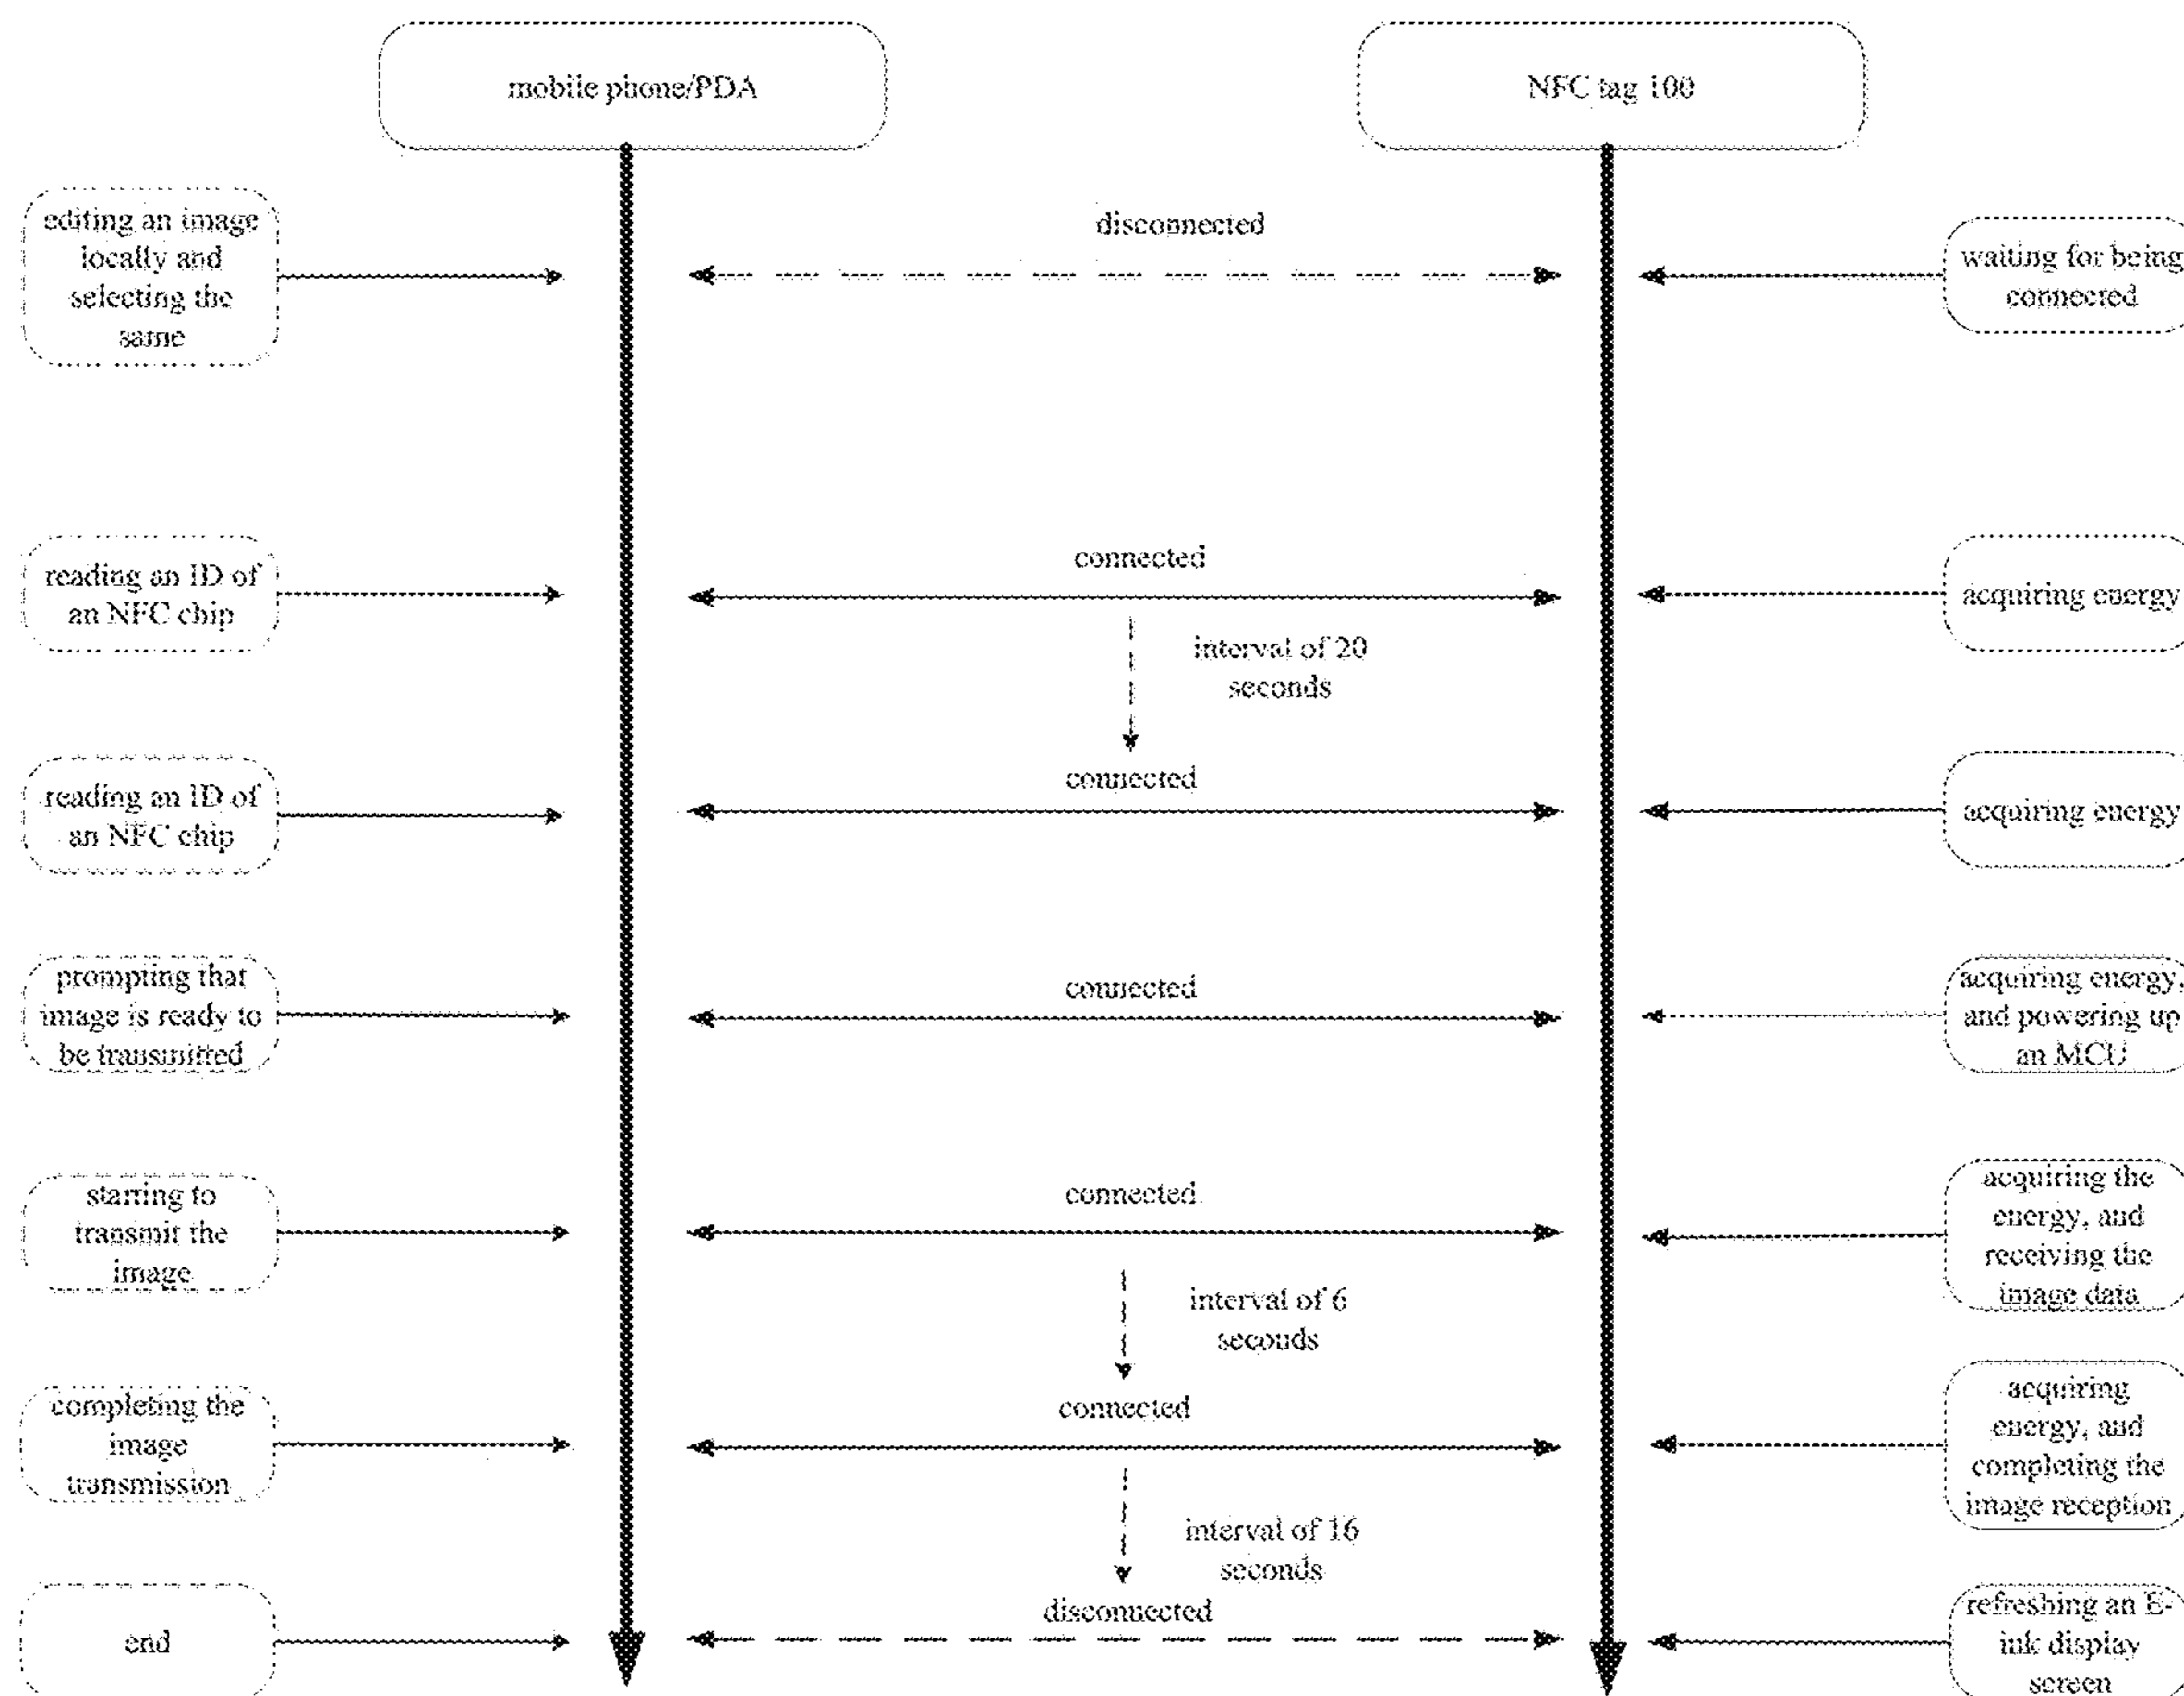 mobile phone/PDA
NFC tag 100
editing an image
locally and
selecting the
same
disconnected
waiting for being
connected
reading an ID of
an NFC chip
connected
acquiring energy
interval of 20
seconds
reading an ID of
an NFC chip
connected
acquiring energy
prompting that
image is ready to
be transmitted
connected
acquiring energy,
and powering up
an MCU
starring to
transmit the
image
connected
acquiring the
energy, and
receiving the
image data
interval of 6
seconds
completing the
image
transmission
connected
acquiring
energy, and
completing the
image reception
interval of 16
seconds
end
disconnected
refreshing an E-
ink display
screen